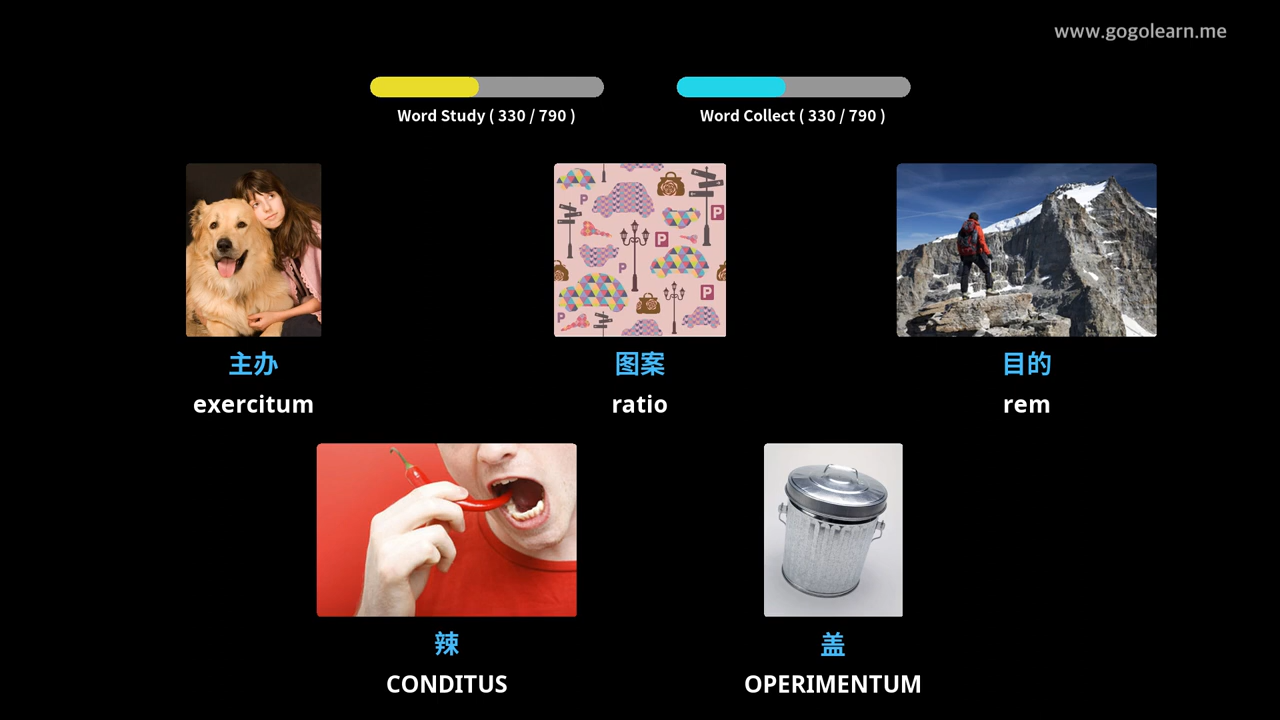 www.gogolearn.me
Word Study ( 330 / 790 )
Word Collect ( 330 / 790 )
P
P
P
P
P
P
主办
图案
目的
exercitum
ratio
rem
辣
盖
CONDITUS
OPERIMENTUM